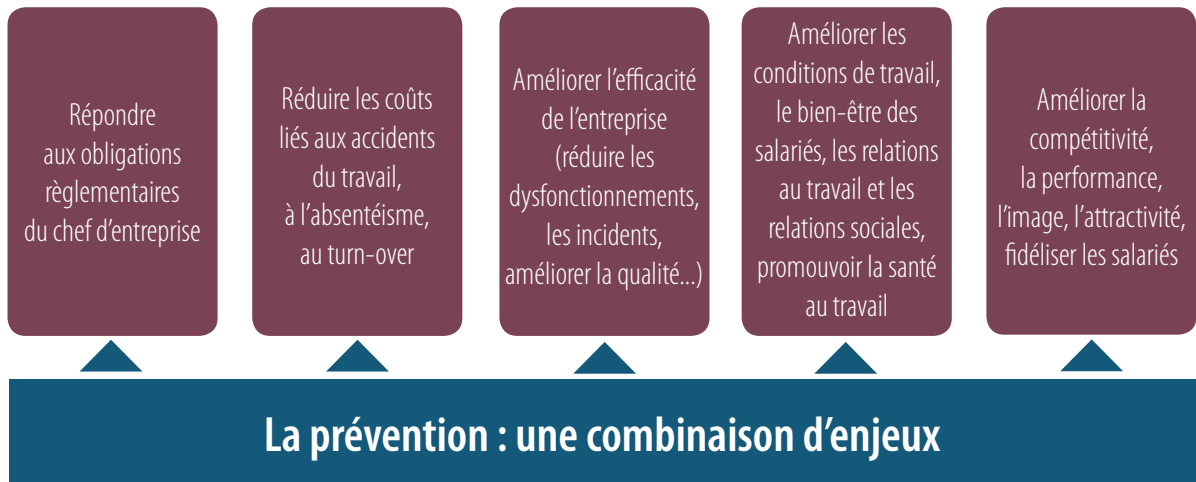 Répondre
aux obligations
règlementaires
du chef d'entreprise
Réduire les coûts
liés aux accidents
du travail,
à l'absentéisme,
au turn-over
Améliorer l'efficacité
de l'entreprise
(réduire les
dysfonctionnements,
les incidents,
améliorer la qualité...)
Améliorer les
conditions de travail,
le bien-être des
salariés, les relations
au travail et les
relations sociales,
promouvoir la santé
au travail
Améliorer la
compétitivité,
la performance,
l'image, l'attractivité,
fidéliser les salariés
La prévention : une combinaison d'enjeux